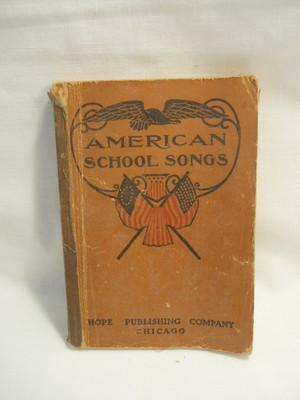 AMERICAN
SCHOOL SONGS
HOPE PUBLISHING COMPANY
CHICAGO